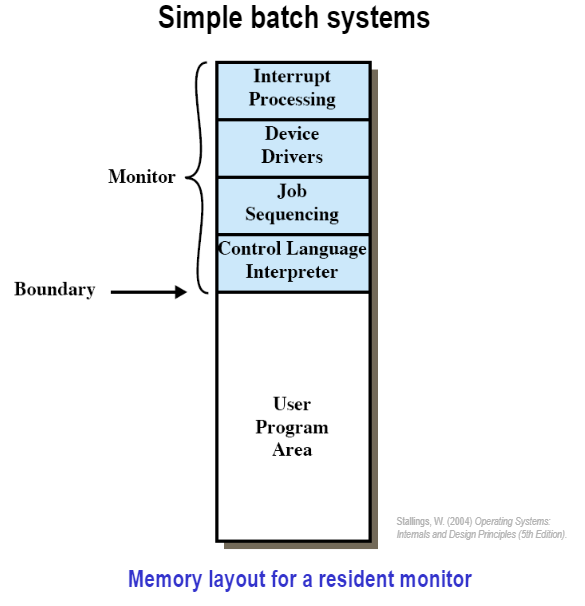 Simple batch systems
Interrupt
Processing
Device
Drivers
Monitor
Job
Sequencing
Control Language
Interpreter
Boundary
User
Program
Area
Stallings, W. (2004) Operating Systems:
Internals and Design Principles (5th Edition).
Memory layout for a resident monitor